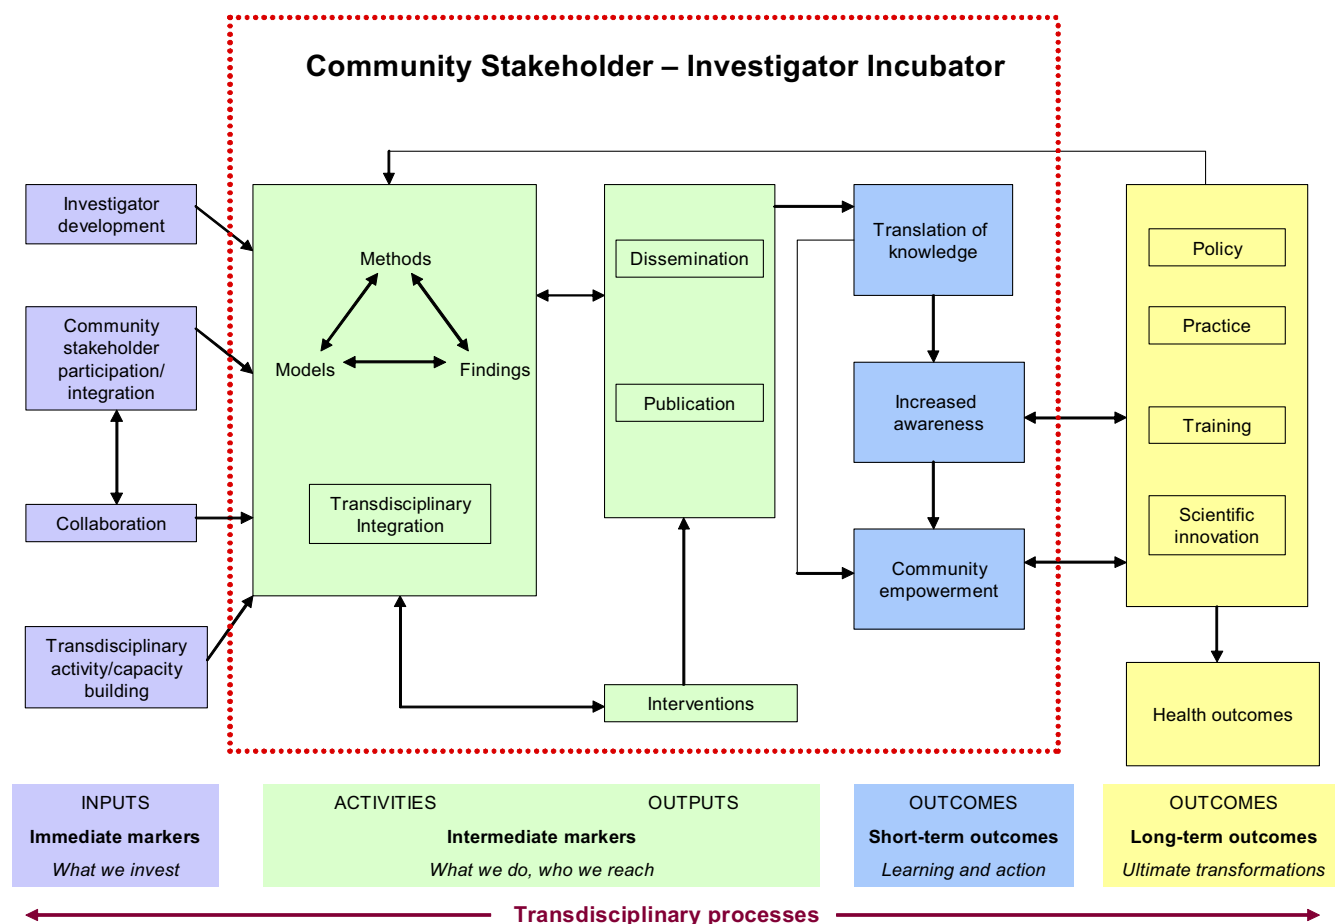 Community Stakeholder – Investigator Incubator
Investigator
development
Community
stakeholder
participation/
integration
Collaboration
Transdisciplinary
activity/capacity
building
Methods
Models
Findings
Transdisciplinary
Integration
Dissemination
Publication
Interventions
Translation of
knowledge
Increased
awareness
Community
empowerment
Policy
Practice
Training
Scientific
innovation
Health outcomes
INPUTS
Immediate markers
What we invest
ACTIVITIES
OUTPUTS
Intermediate markers
What we do, who we reach
OUTCOMES
Short-term outcomes
Learning and action
OUTCOMES
Long-term outcomes
Ultimate transformations
Transdisciplinary processes